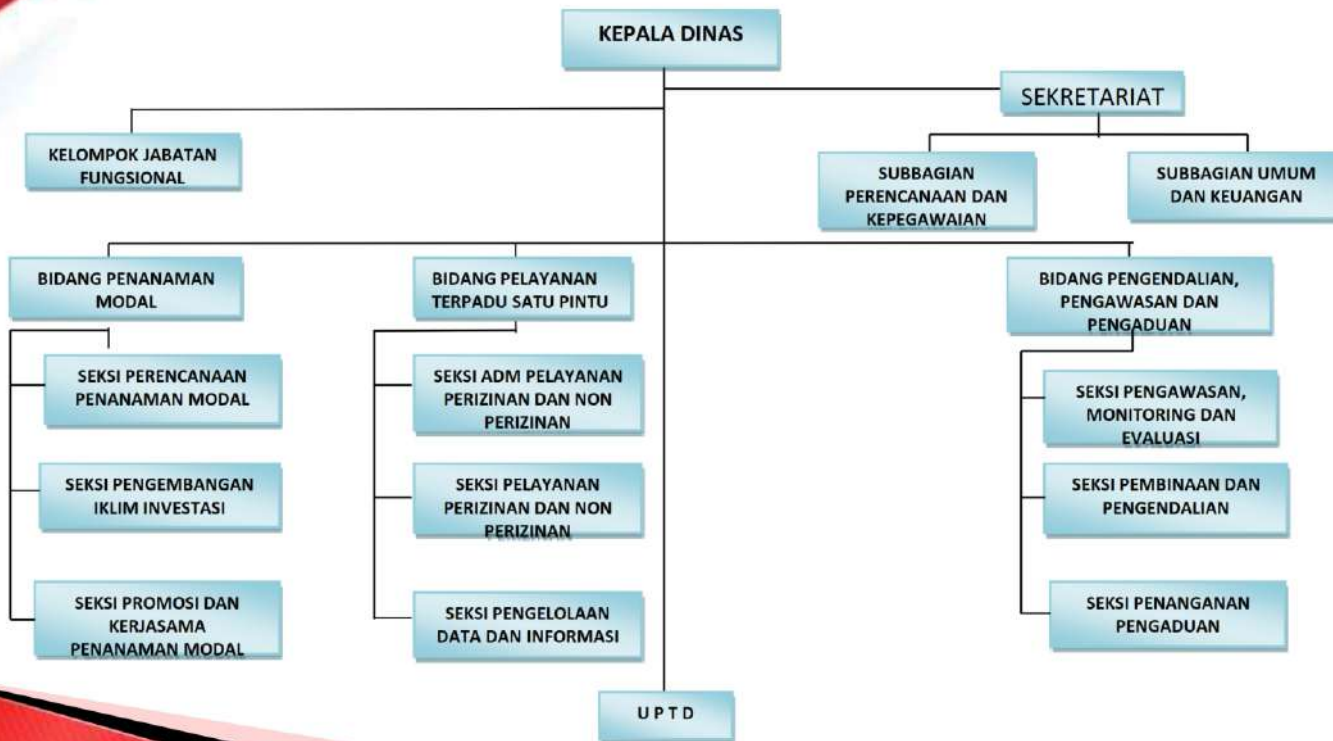 KEPALA DINAS
SEKRETARIAT
KELOMPOK JABATAN
FUNGSIONAL
SUBBAGIAN
PERENCANAAN DAN
KEPEGAWAIAN
SUBBAGIAN UMUM
DAN KEUANGAN
BIDANG PENANAMAN
MODAL
BIDANG PELAYANAN
TERPADU SATU PINTU
BIDANG PENGENDALIAN,
PENGAWASAN DAN
PENGADUAN
SEKSI PERENCANAAN
PENANAMAN MODAL
SEKSI PENGEMBANGAN
IKLIM INVESTASI
SEKSI PROMOSI DAN
KERJASAMA
PENANAMAN MODAL
SEKSI ADM PELAYANAN
PERIZINAN DAN NON
PERIZINAN
SEKSI PELAYANAN
PERIZINAN DAN NON
PERIZINAN
SEKSI PENGELOLAAN
DATA DAN INFORMASI
SEKSI PENGAWASAN,
MONITORING DAN
EVALUASI
SEKSI PEMBINAAN DAN
PENGENDALIAN
SEKSI PENANGANAN
PENGADUAN
U P T D